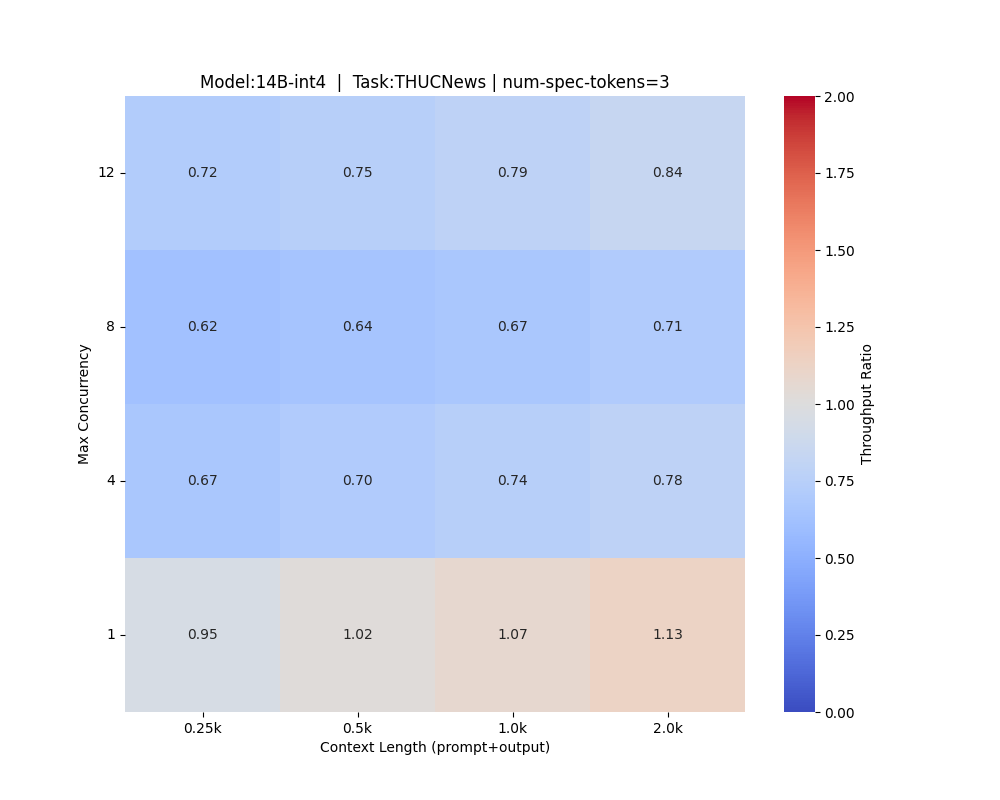 Model:14B-int4 | Task:THUCNews | num-spec-tokens=3
12 0.72 0.75 0.79 0.84
8 0.62 0.64 0.67 0.71
4 0.67 0.70 0.74 0.78
1 0.95 1.02 1.07 1.13
0.25k 0.5k 1.0k 2.0k
Context Length (prompt+output)
Max Concurrency
2.00
1.75
1.50
1.25
1.00
0.75
0.50
0.25
0.00
Throughput Ratio